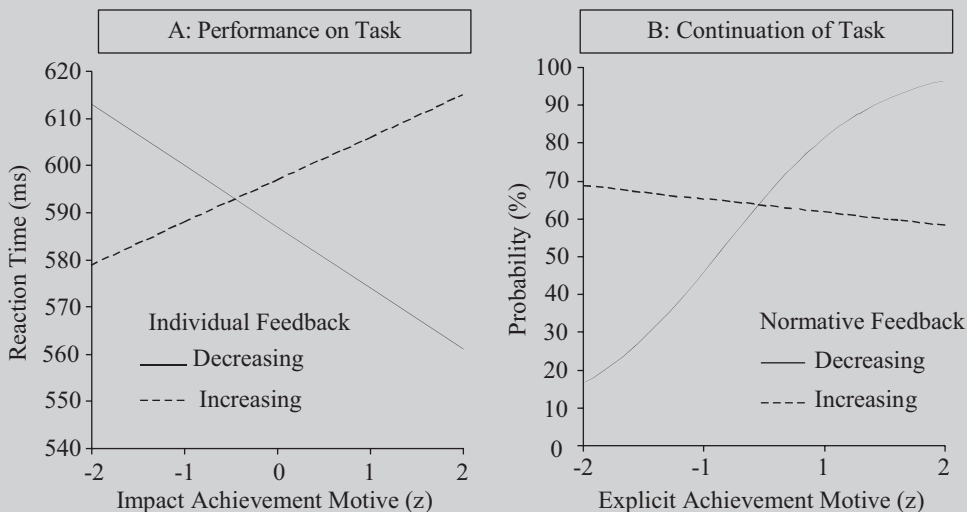 A: Performance on Task
620
610
600
590
580
570
560
550
540
Reaction Time (ms)
Individual Feedback
Decreasing
Increasing
-2 -1 0 1 2
Impact Achievement Motive (z)
B: Continuation of Task
100
90
80
70
60
50
40
30
20
10
0
Probability (%)
Normative Feedback
Decreasing
Increasing
-2 -1 1 2
Explicit Achievement Motive (z)